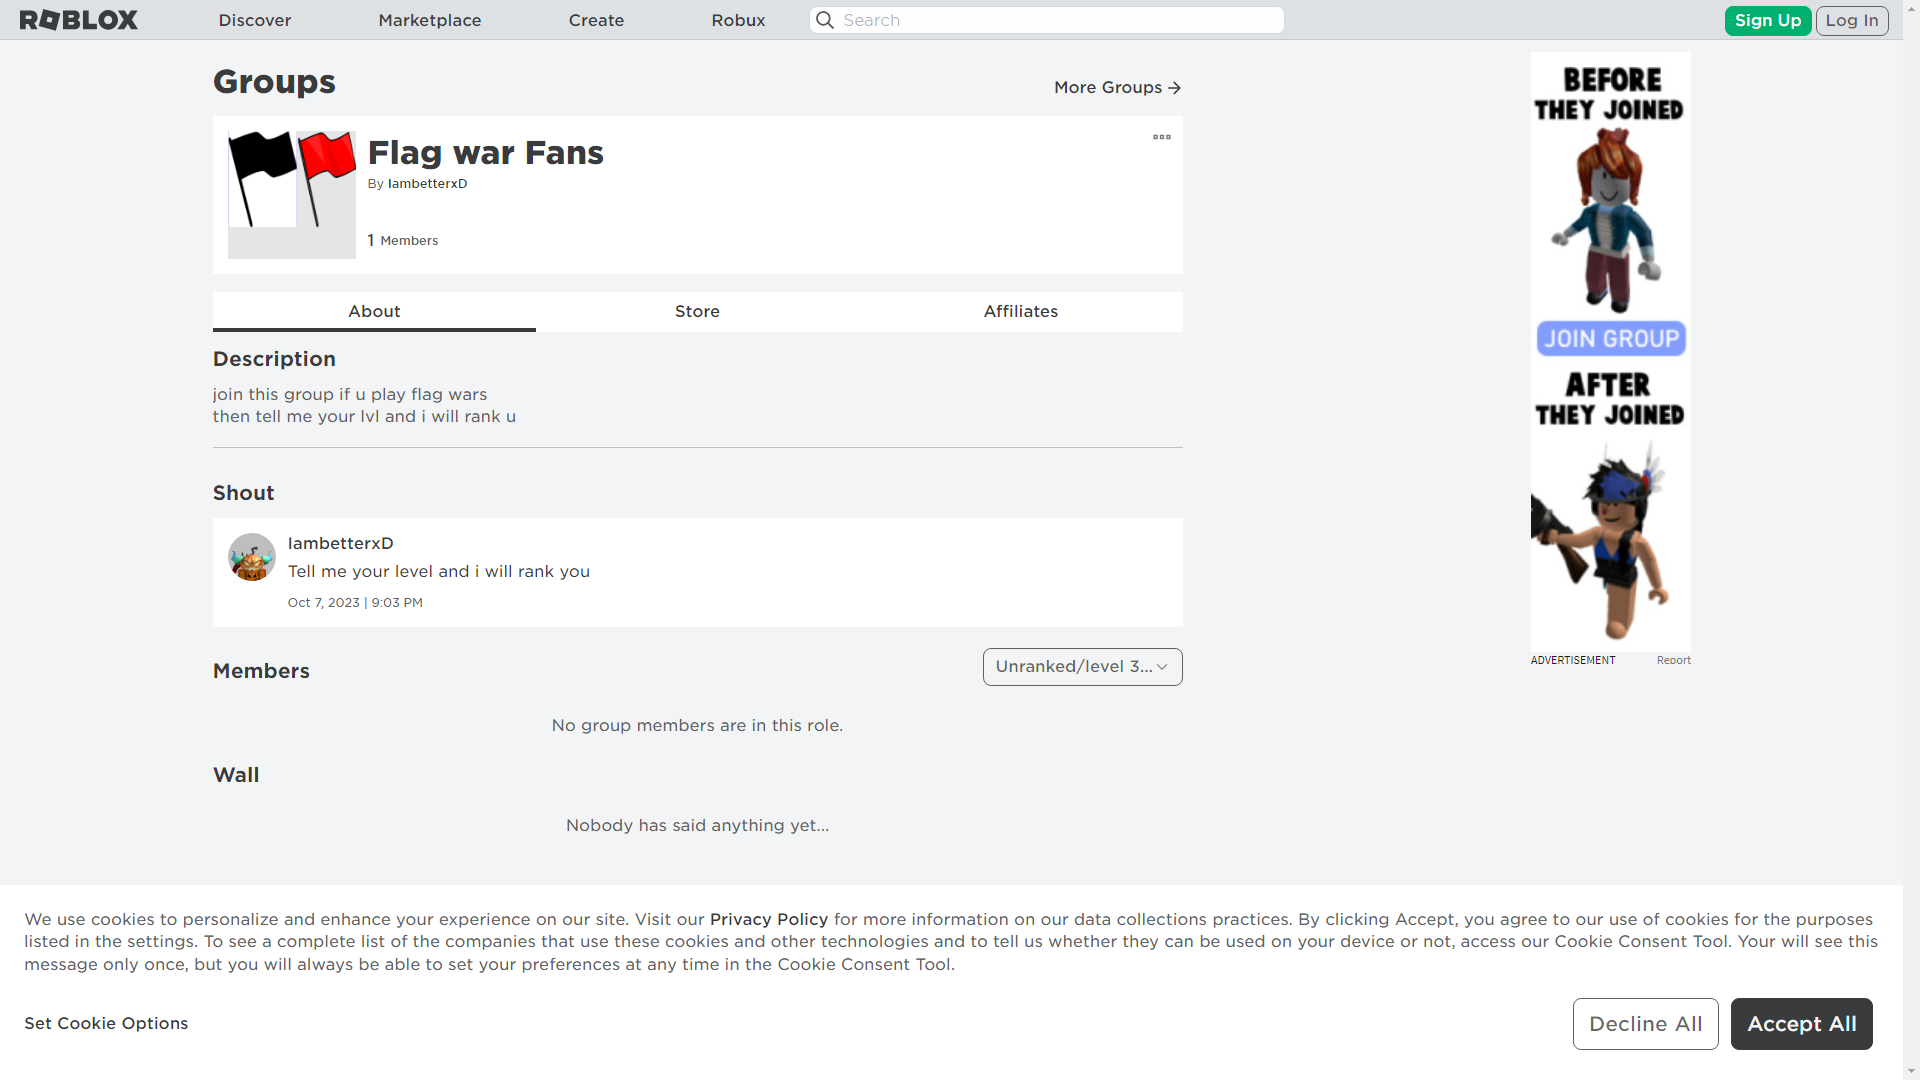 ROBLOX
Discover
Marketplace
Create
Robux
Search
Sign Up
Log In
Groups
More Groups
Flag war Fans
By IambetterxD
1 Members
About
Store
Affiliates
Description
join this group if u play flag wars
then tell me your lvl and i will rank u
Shout
IambetterxD
Tell me your level and i will rank you
Oct 7, 2023 | 9:03 PM
Members
Unranked/level 3...
No group members are in this role.
Wall
Nobody has said anything yet...
BEFORE
THEY JOINED
JOIN GROUP
AFTER
THEY JOINED
ADVERTISEMENT
Report
We use cookies to personalize and enhance your experience on our site. Visit our Privacy Policy for more information on our data collections practices. By clicking Accept, you agree to our use of cookies for the purposes
listed in the settings. To see a complete list of the companies that use these cookies and other technologies and to tell us whether they can be used on your device or not, access our Cookie Consent Tool. Your will see this
message only once, but you will always be able to set your preferences at any time in the Cookie Consent Tool.
Set Cookie Options
Decline All
Accept All